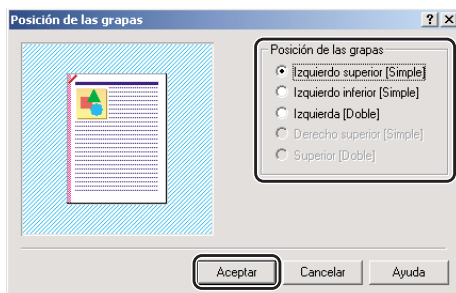 Posición de las grapas
Posición de las grapas
Izquierdo superior [Simple]
Izquierdo inferior [Simple]
Izquierda [Doble]
Derecho superior [Simple]
Superior [Doble]
Aceptar
Cancelar
Ayuda